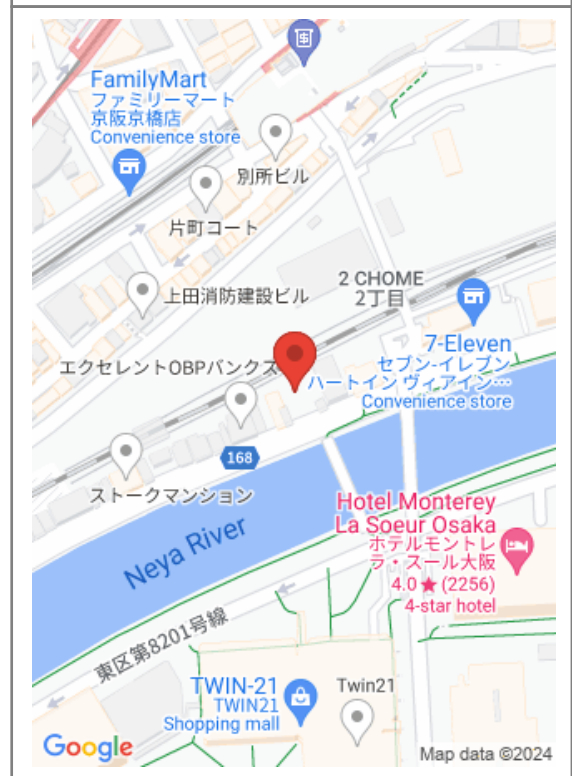 FamilyMart
ファミリーマート
京阪京橋店
Convenience store
別所ビル
片町コート
上田消防建設ビル
2 CHOME
2丁目
7-Eleven
セブン-イレブン
ハートイン ヴィアイン…
Convenience store
エクセレントOBPバンクス
168
ストークマンション
Neya River
Hotel Monterey
La Soeur Osaka
ホテルモントレ
ラ・スール大阪
4.0 ★ (2256)
4-star hotel
東区第8201号線
TWIN-21
TWIN21
Shopping mall
Twin21
Google
Map data ©2024